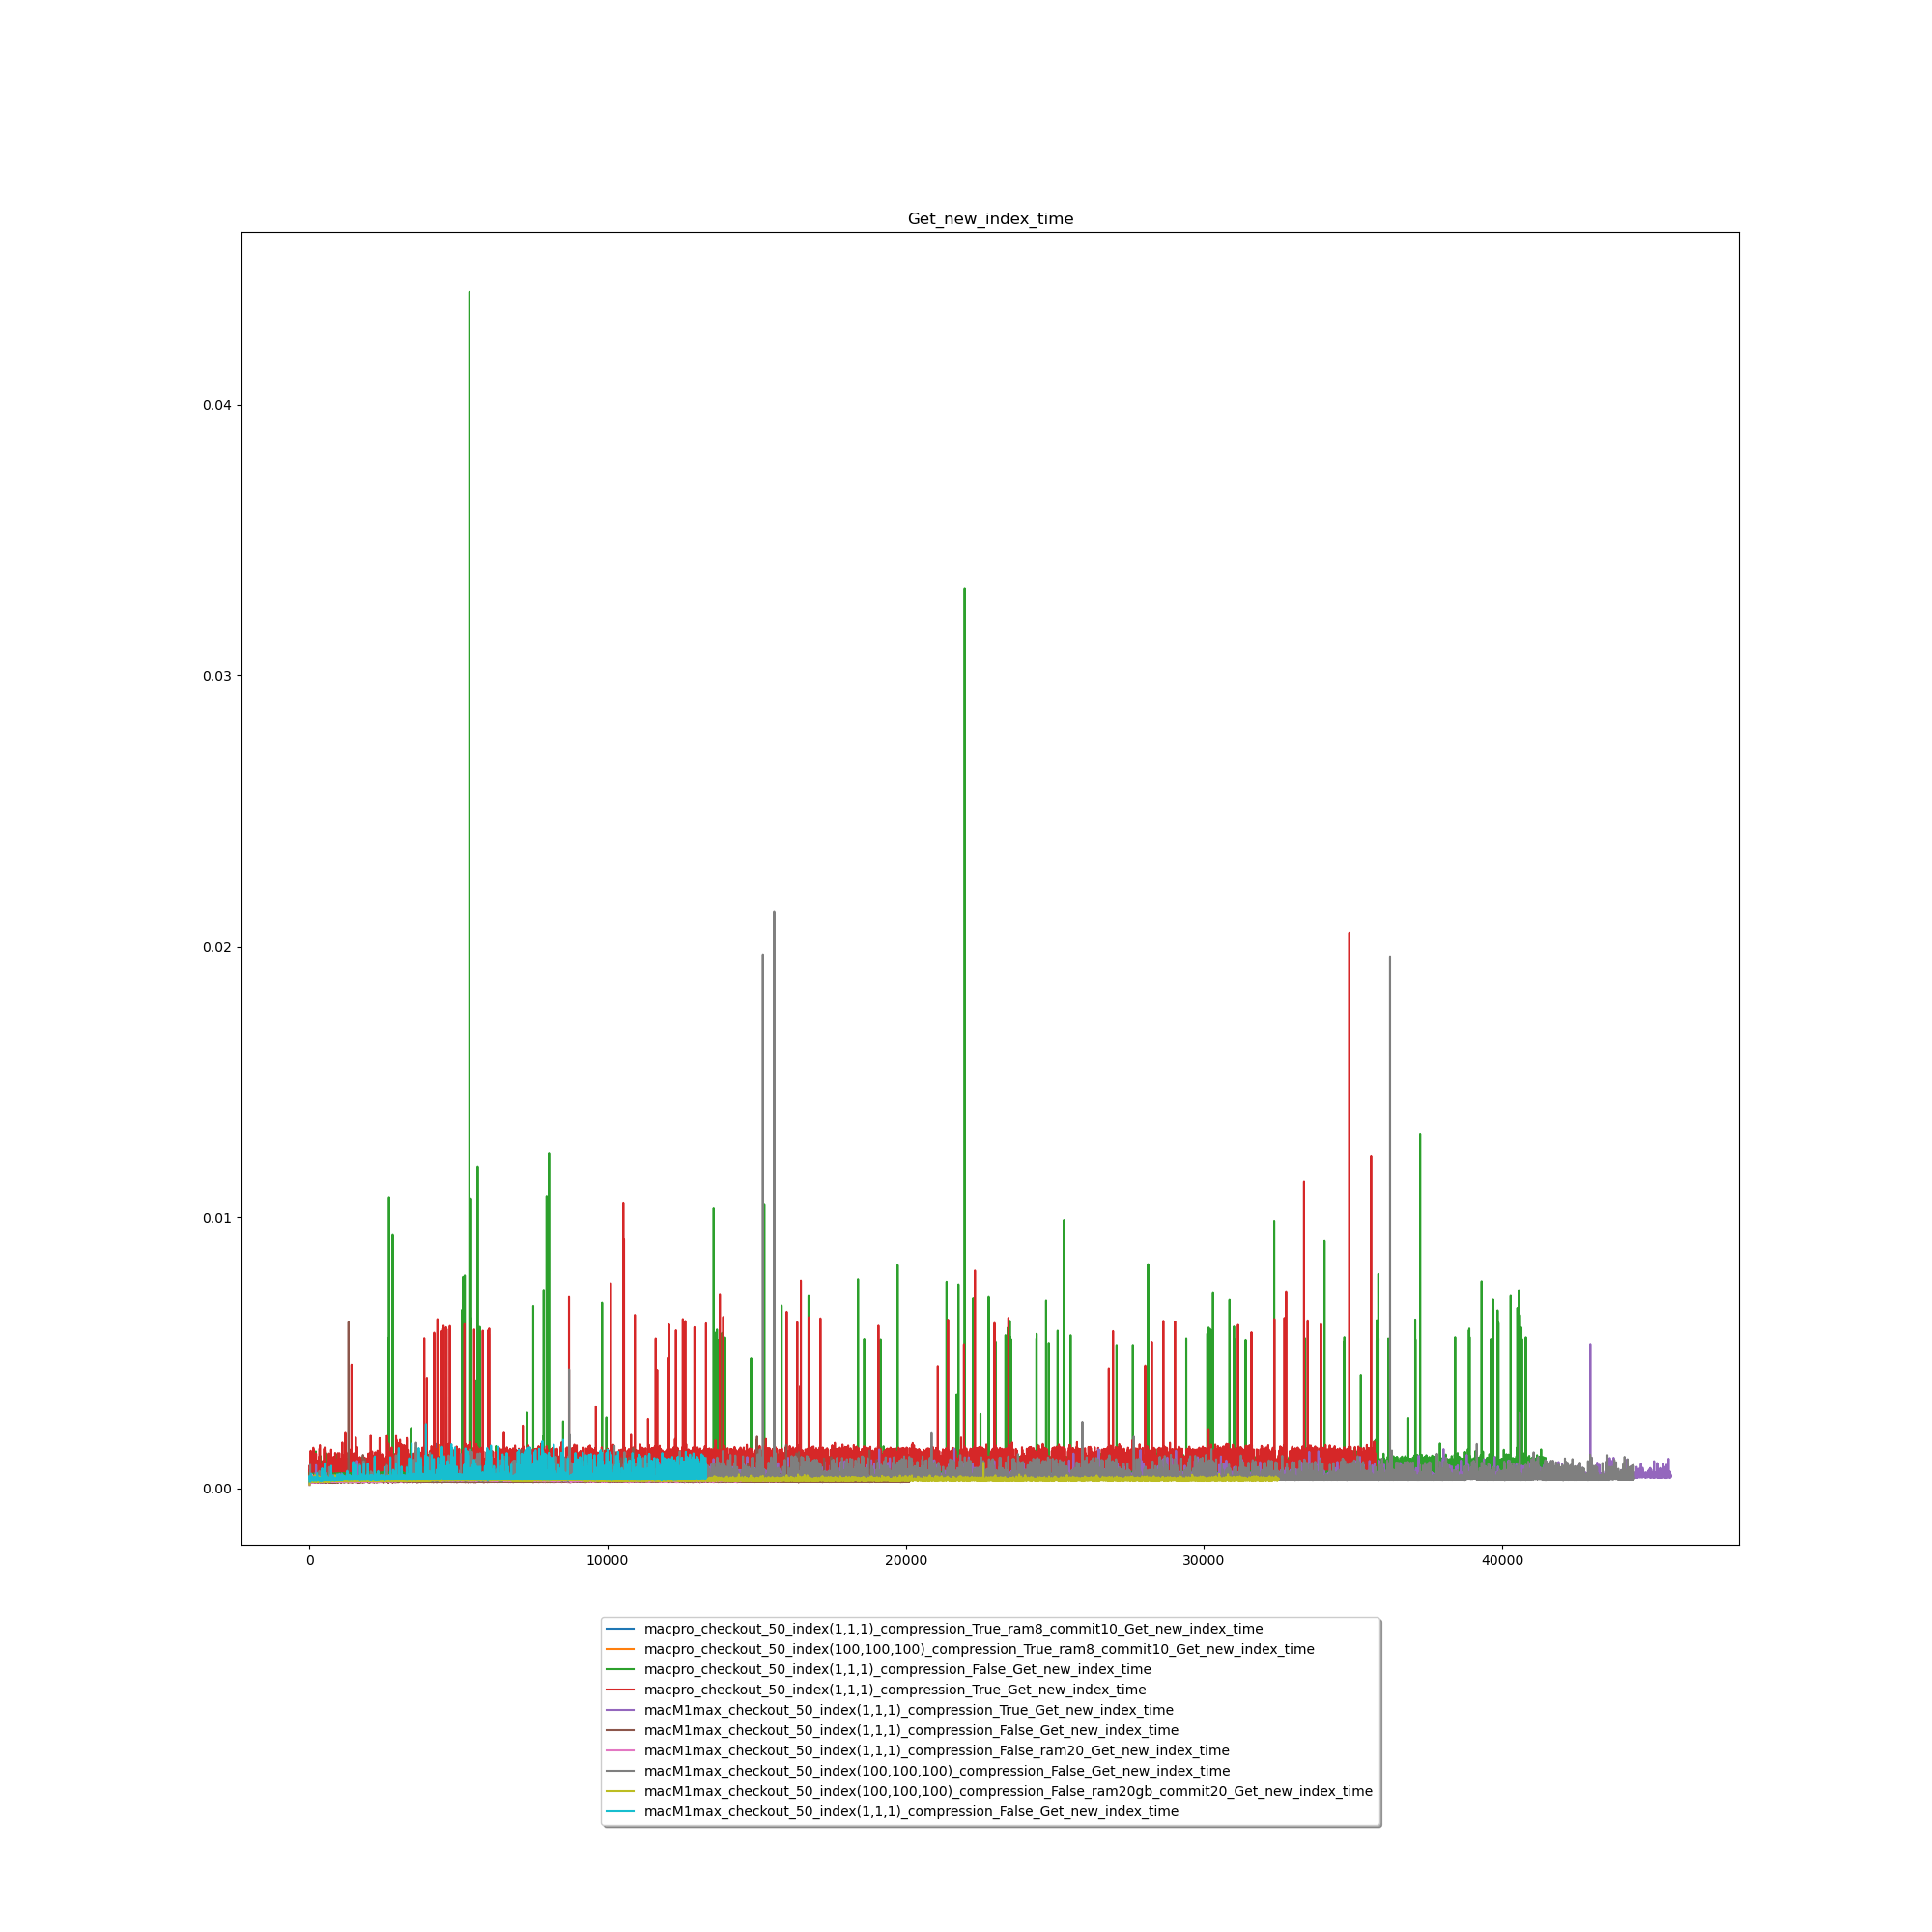 Get_new_index_time
0.04
0.03
0.02
0.01
0.00
0 10000 20000 30000 40000
macpro_checkout_50_index(1,1,1)_compression_True_ram8_commit10_Get_new_index_time
macpro_checkout_50_index(100,100,100)_compression_True_ram8_commit10_Get_new_index_time
macpro_checkout_50_index(1,1,1)_compression_False_Get_new_index_time
macpro_checkout_50_index(1,1,1)_compression_True_Get_new_index_time
macM1max_checkout_50_index(1,1,1)_compression_True_Get_new_index_time
macM1max_checkout_50_index(1,1,1)_compression_False_Get_new_index_time
macM1max_checkout_50_index(1,1,1)_compression_False_ram20_Get_new_index_time
macM1max_checkout_50_index(100,100,100)_compression_False_Get_new_index_time
macM1max_checkout_50_index(100,100,100)_compression_False_ram20gb_commit20_Get_new_index_time
macM1max_checkout_50_index(1,1,1)_compression_False_Get_new_index_time